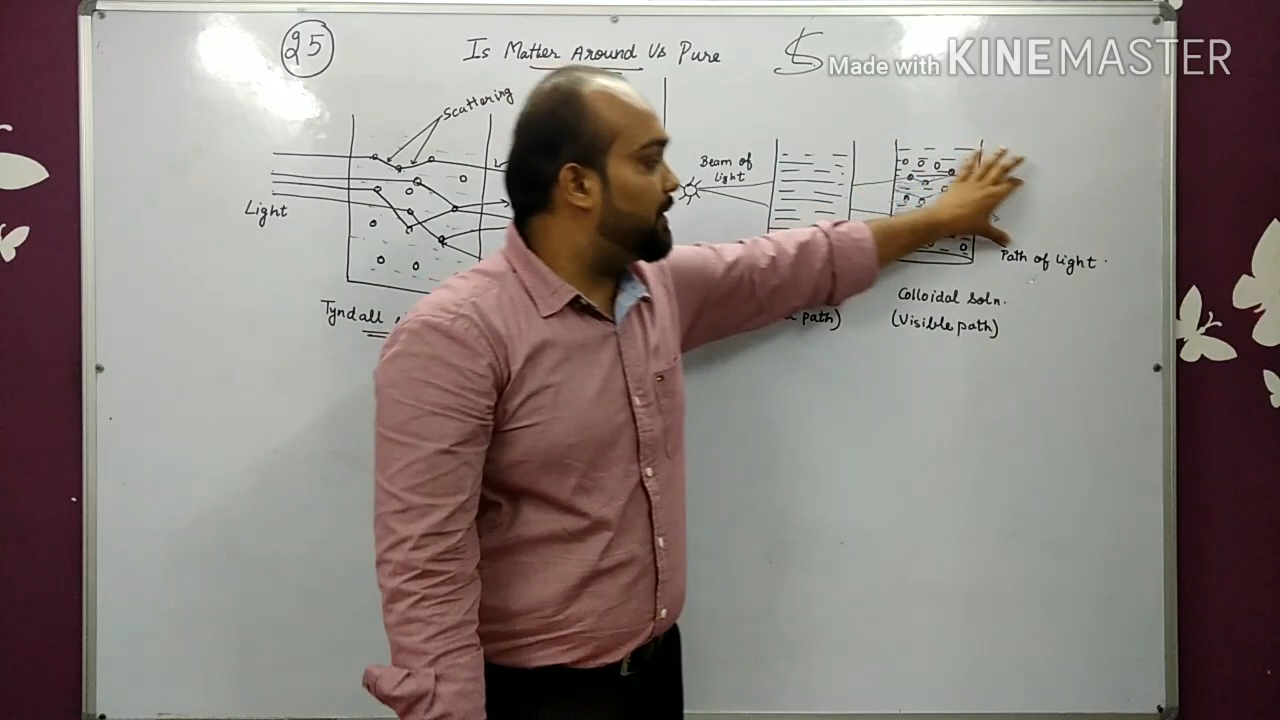 25
Is Matter Around Us Pure
Made with KINEMASTER
Scattering
Light
Tyndall
Beam of
light
Path of light.
path)
Colloidal Soln.
(Visible path)